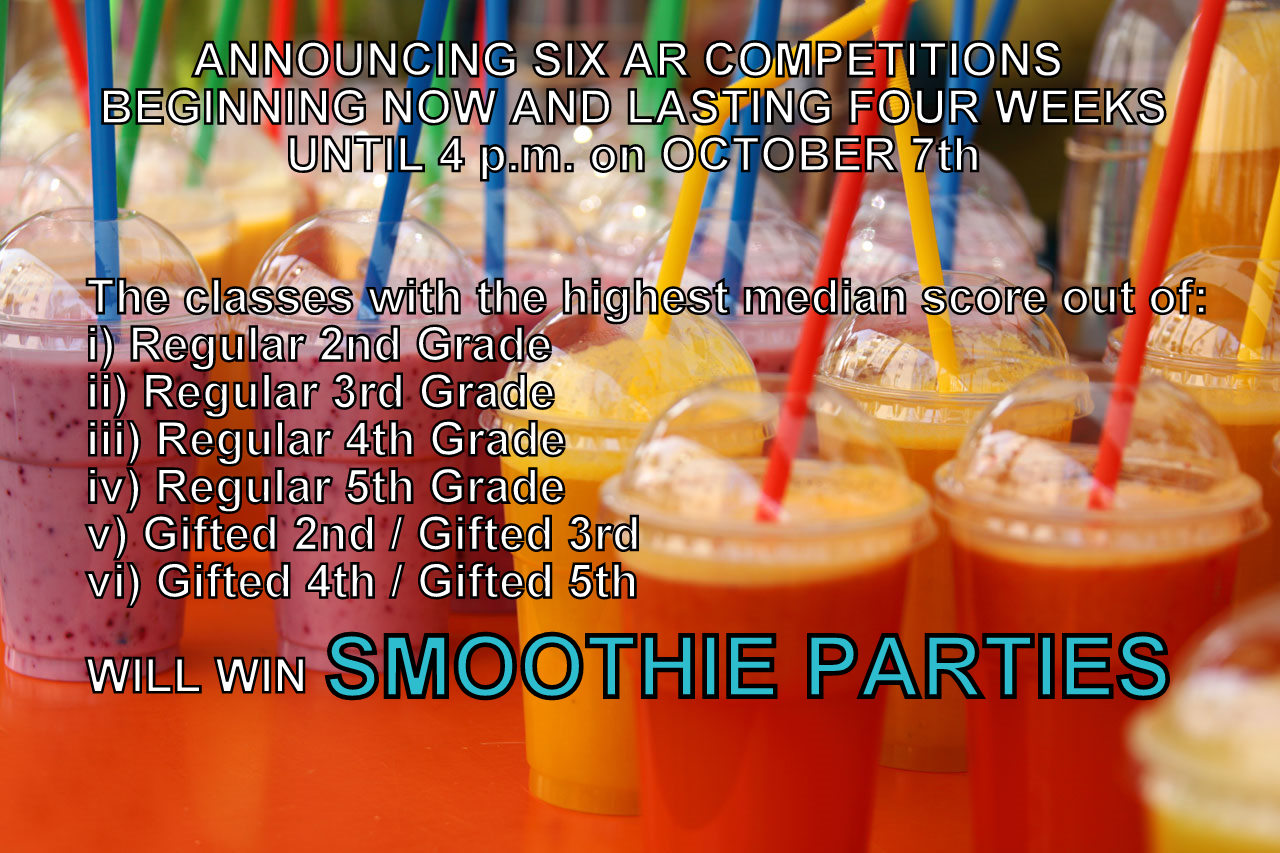 ANNOUNCING SIX AR COMPETITIONS
BEGINNING NOW AND LASTING FOUR WEEKS
UNTIL 4 p.m. on OCTOBER 7th
The classes with the highest median score out of:
i) Regular 2nd Grade
ii) Regular 3rd Grade
iii) Regular 4th Grade
iv) Regular 5th Grade
v) Gifted 2nd / Gifted 3rd
vi) Gifted 4th / Gifted 5th
WILL WIN SMOOTHIE PARTIES